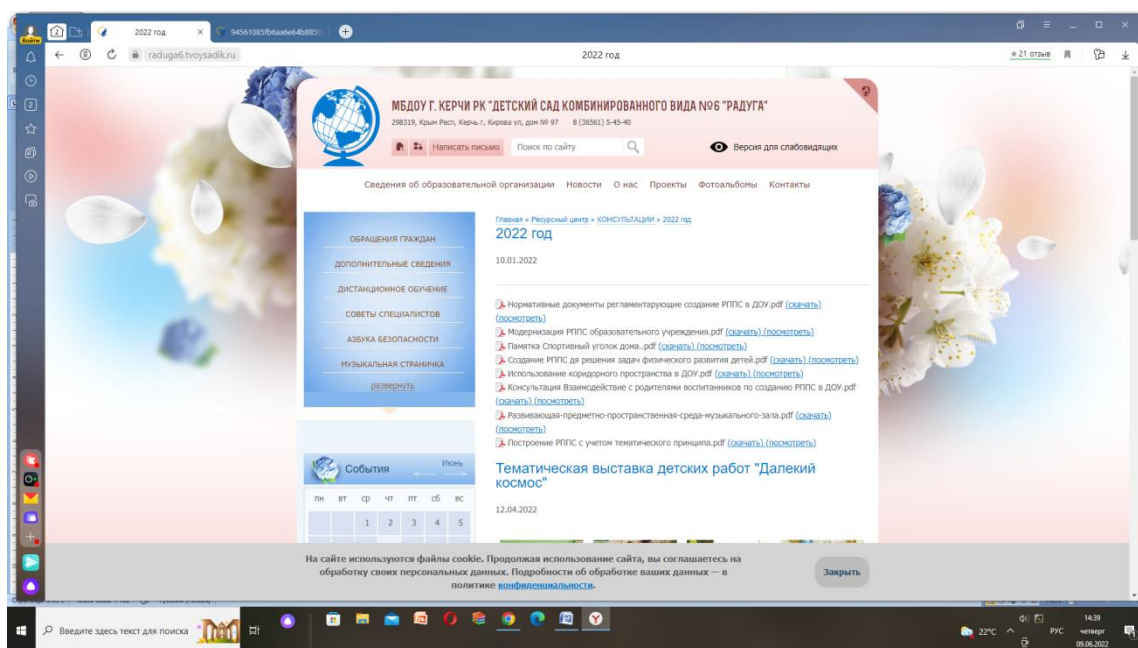 2022 год
raduga6.tvoysadik.ru
2022 год
21 отзыв
МБДОУ Г. КЕРЧИ РК "ДЕТСКИЙ САД КОМБИНИРОВАННОГО ВИДА №6 "РАДУГА"
298319, Крым Респ, Керчь г, Кирова ул, дом № 97 8 (36561) 5-45-40
Написать письмо Поиск по сайту Версия для слабовидящих
Сведения об образовательной организации Новости О нас Проекты Фотоальбомы Контакты
ОБРАЩЕНИЯ ГРАЖДАН
ДОПОЛНИТЕЛЬНЫЕ СВЕДЕНИЯ
ДИСТАНЦИОННОЕ ОБУЧЕНИЕ
СОВЕТЫ СПЕЦИАЛИСТОВ
АЗБУКА БЕЗОПАСНОСТИ
МУЗЫКАЛЬНАЯ СТРАНИЧКА
развернуть
Главная » Ресурсный центр » КОНСУЛЬТАЦИИ » 2022 год
2022 год
10.01.2022
Нормативные документы регламентирующие создание РППС в ДОУ.pdf (скачать)
(посмотреть)
Модернизация РППС образовательного учреждения.pdf (скачать) (посмотреть)
Памятка Спортивный уголок дома..pdf (скачать) (посмотреть)
Создание РППС дя решения задач физического развития детей.pdf (скачать) (посмотреть)
Использование коридорного пространства в ДОУ.pdf (скачать) (посмотреть)
Консультация Взаимодействие с родителями воспитанников по созданию РППС в ДОУ.pdf
(скачать) (посмотреть)
Развивающая-предметно-пространственная-среда-музыкального-зала.pdf (скачать)
(посмотреть)
Построение РППС с учетом тематического принципа.pdf (скачать) (посмотреть)
События Июнь
пн вт ср чт пт сб вс
1 2 3 4 5
Тематическая выставка детских работ "Далекий
космос"
12.04.2022
На сайте используются файлы cookie. Продолжая использование сайта, вы соглашаетесь на
обработку своих персональных данных. Подробности об обработке ваших данных — в
политике конфиденциальности.
Закрыть
Введите здесь текст для поиска
22°C
РУС
14:39
четверг
09.06.2022